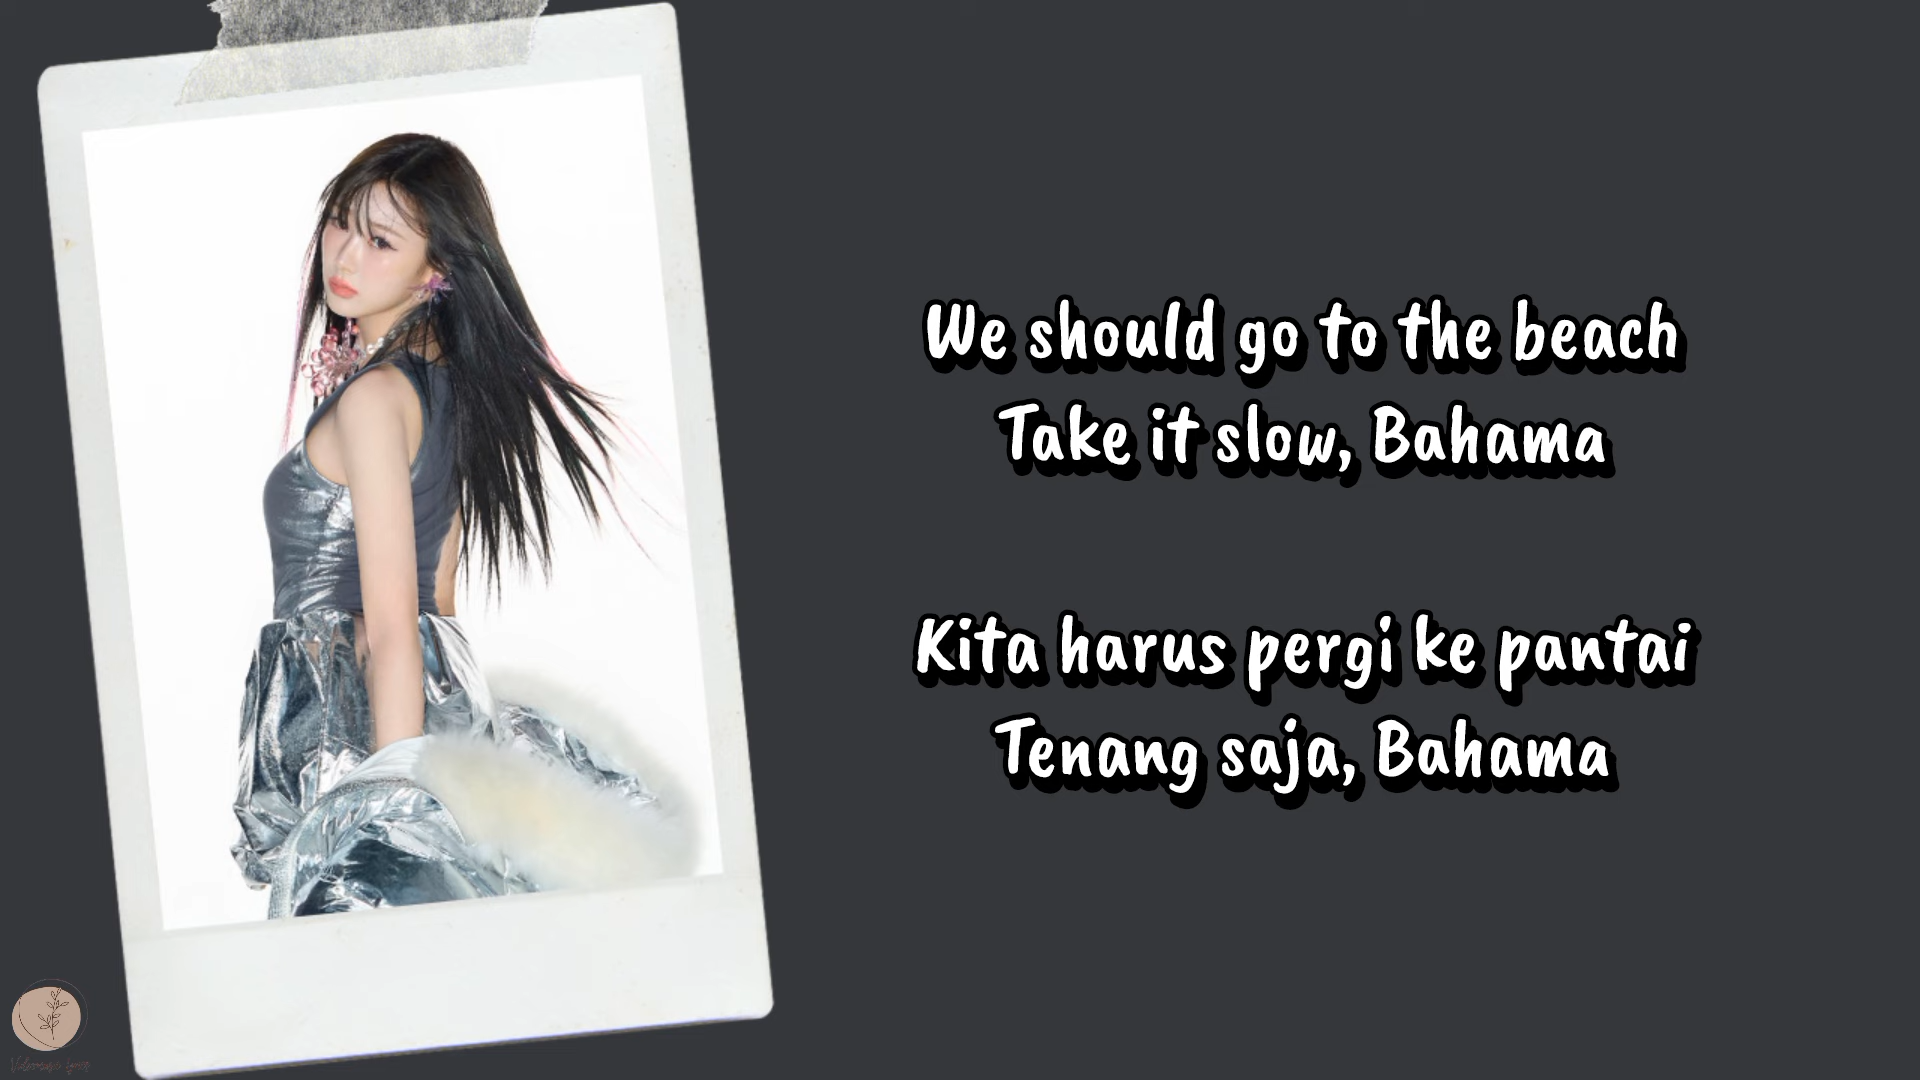 We should go to the beach
Take it slow, Bahama
Kita harus pergi ke pantai
Tenang saja, Bahama